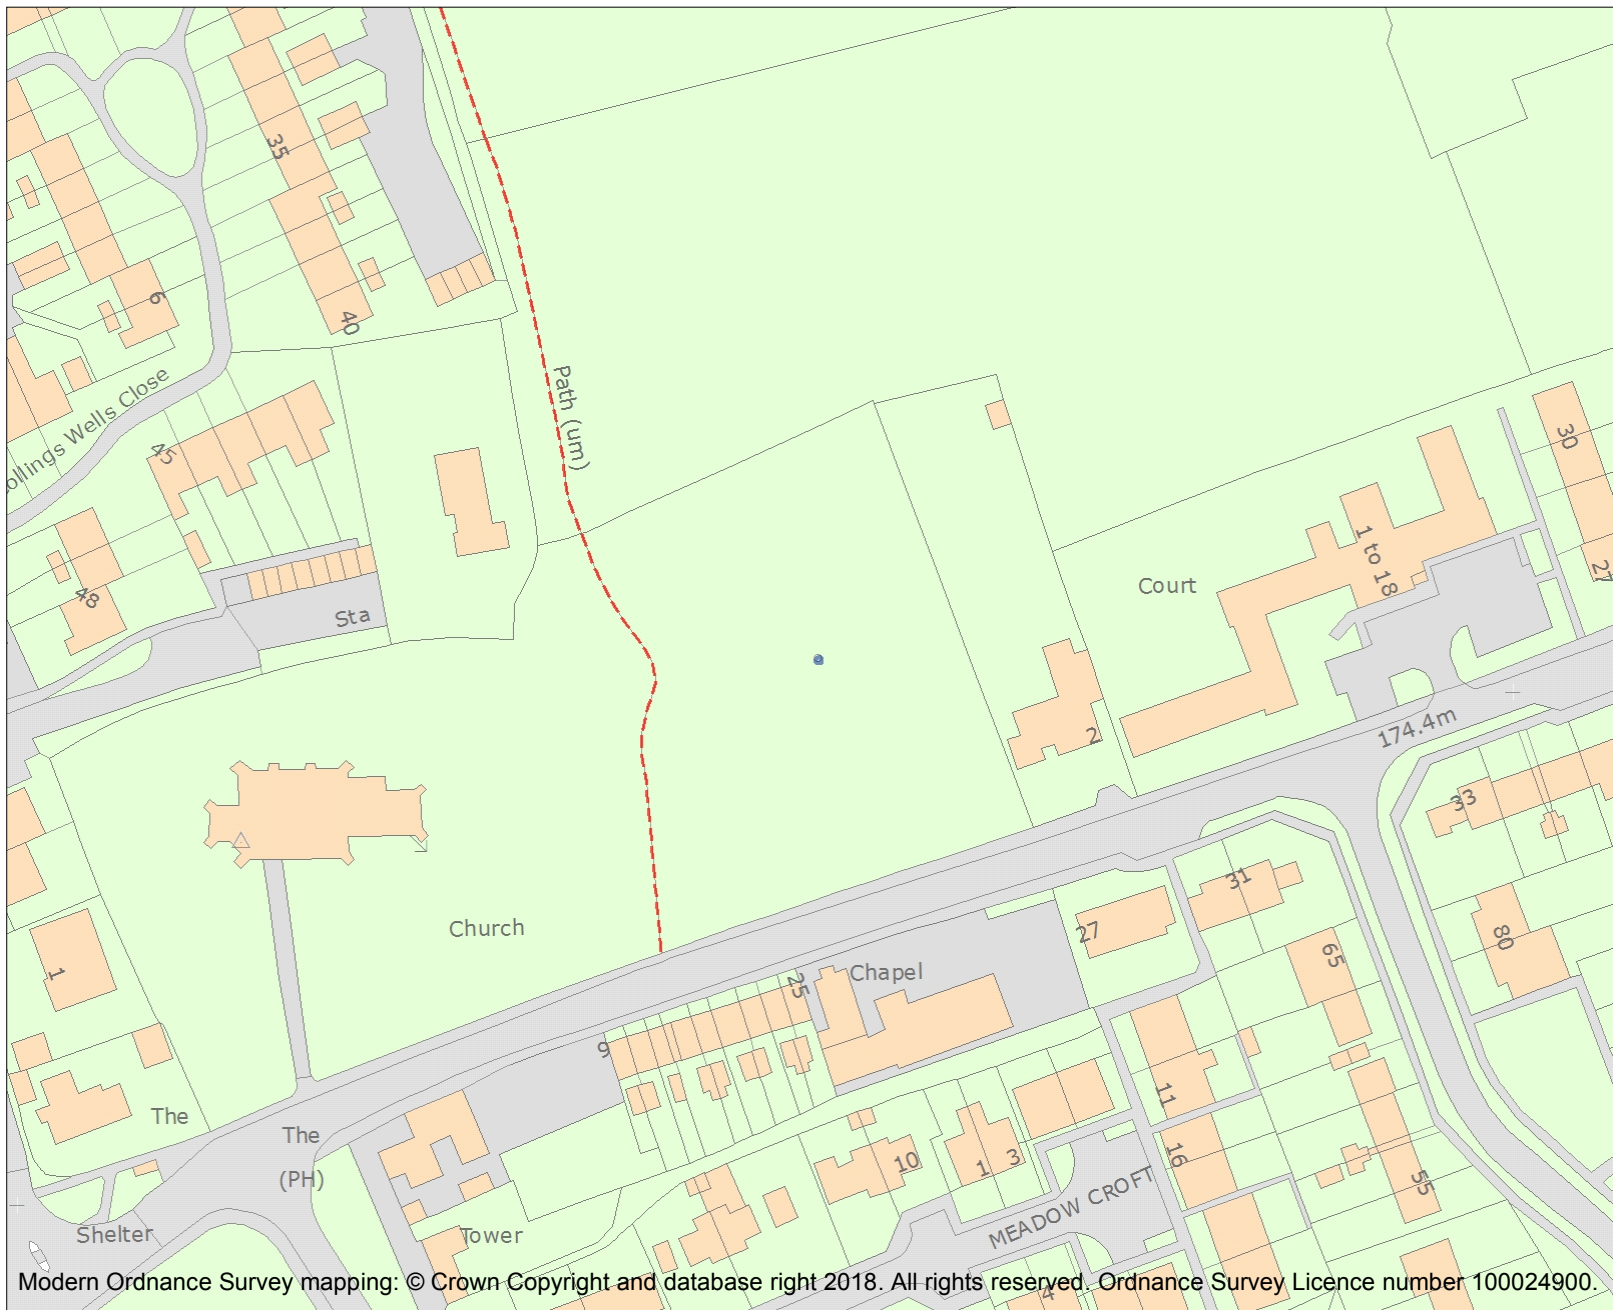 35
6
40
Path (um)
ollings Wells Close
45
48
Sta
30
1 to 18
27
Court
2
174.4m
33
31
27
80
65
Church
Chapel
25
1
9
The
The
(PH)
11
16
10
1
3
55
MEADOW CROFT
Shelter
Tower
4
Modern Ordnance Survey mapping: © Crown Copyright and database right 2018. All rights reserved. Ordnance Survey Licence number 100024900.